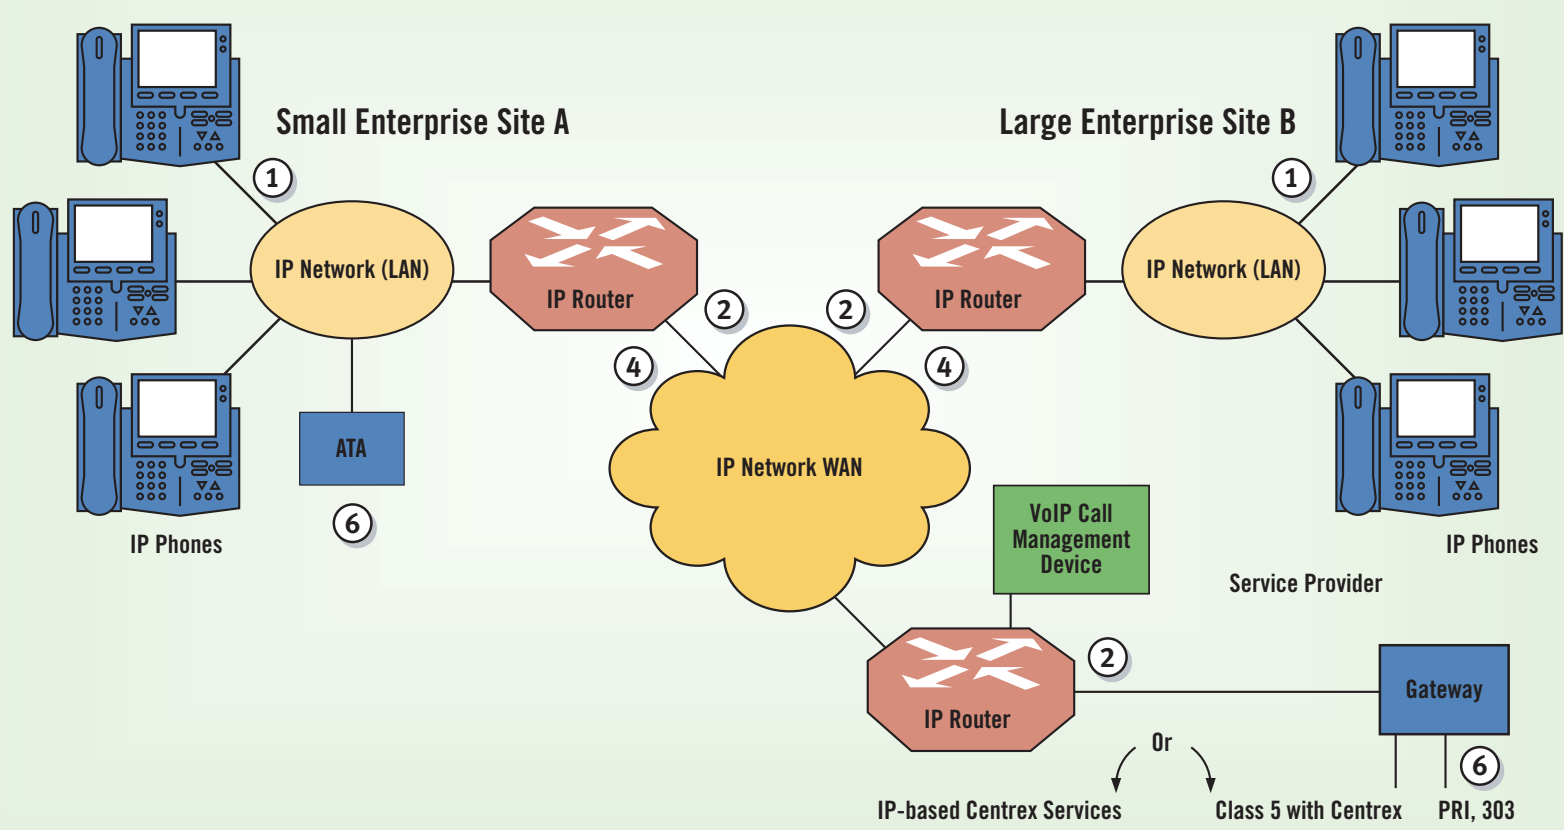 Small Enterprise Site A
Large Enterprise Site B
1
1
IP Network (LAN)
IP Router
2
4
2
4
IP Router
IP Network (LAN)
ATA
6
IP Phones
IP Network WAN
VoIP Call
Management
Device
IP Phones
Service Provider
IP Router
2
Gateway
6
Or
IP-based Centrex Services
Class 5 with Centrex
PRI, 303